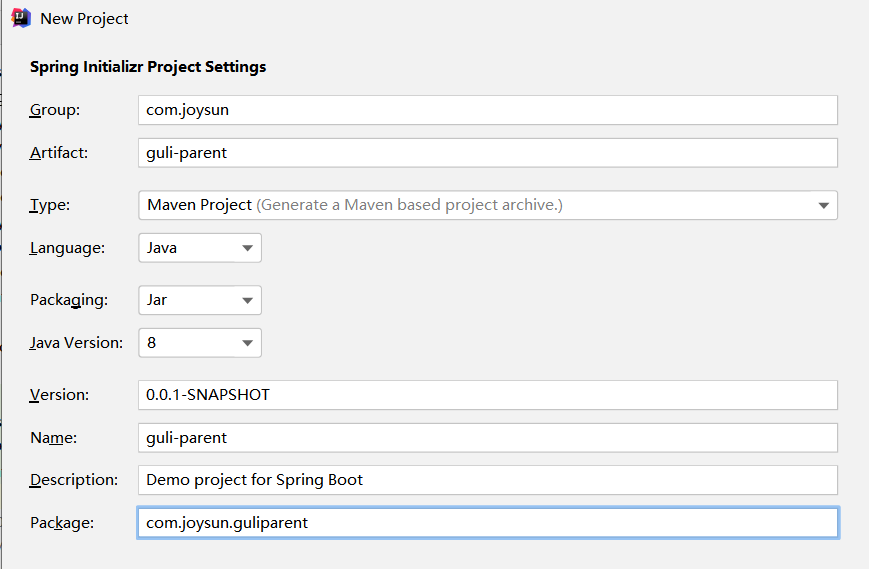 New Project
Spring Initializr Project Settings
Group: com.joysun
Artifact: guli-parent
Type: Maven Project (Generate a Maven based project archive.)
Language: Java
Packaging: Jar
Java Version: 8
Version: 0.0.1-SNAPSHOT
Name: guli-parent
Description: Demo project for Spring Boot
Package: com.joysun.guliparent